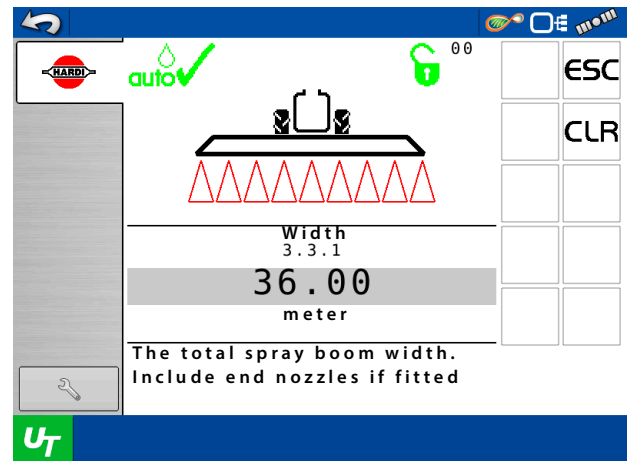 HARDI
auto
00
ESC
CLR
Width
3.3.1
36.00
meter
The total spray boom width.
Include end nozzles if fitted
UT